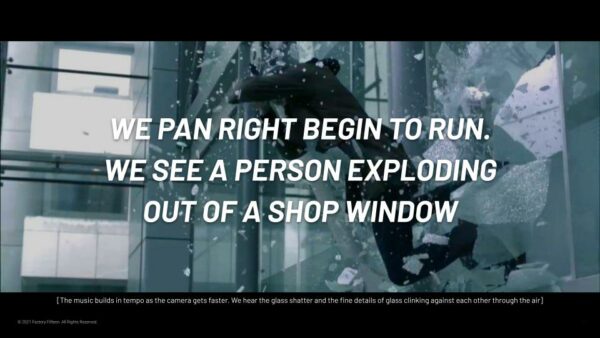 WE PAN RIGHT BEGIN TO RUN.
WE SEE A PERSON EXPLODING
OUT OF A SHOP WINDOW
[The music builds in tempo as the camera gets faster. We hear the glass shatter and the fine details of glass clinking against each other through the air]
© 2021 Factory Fifteen. All Rights Reserved.